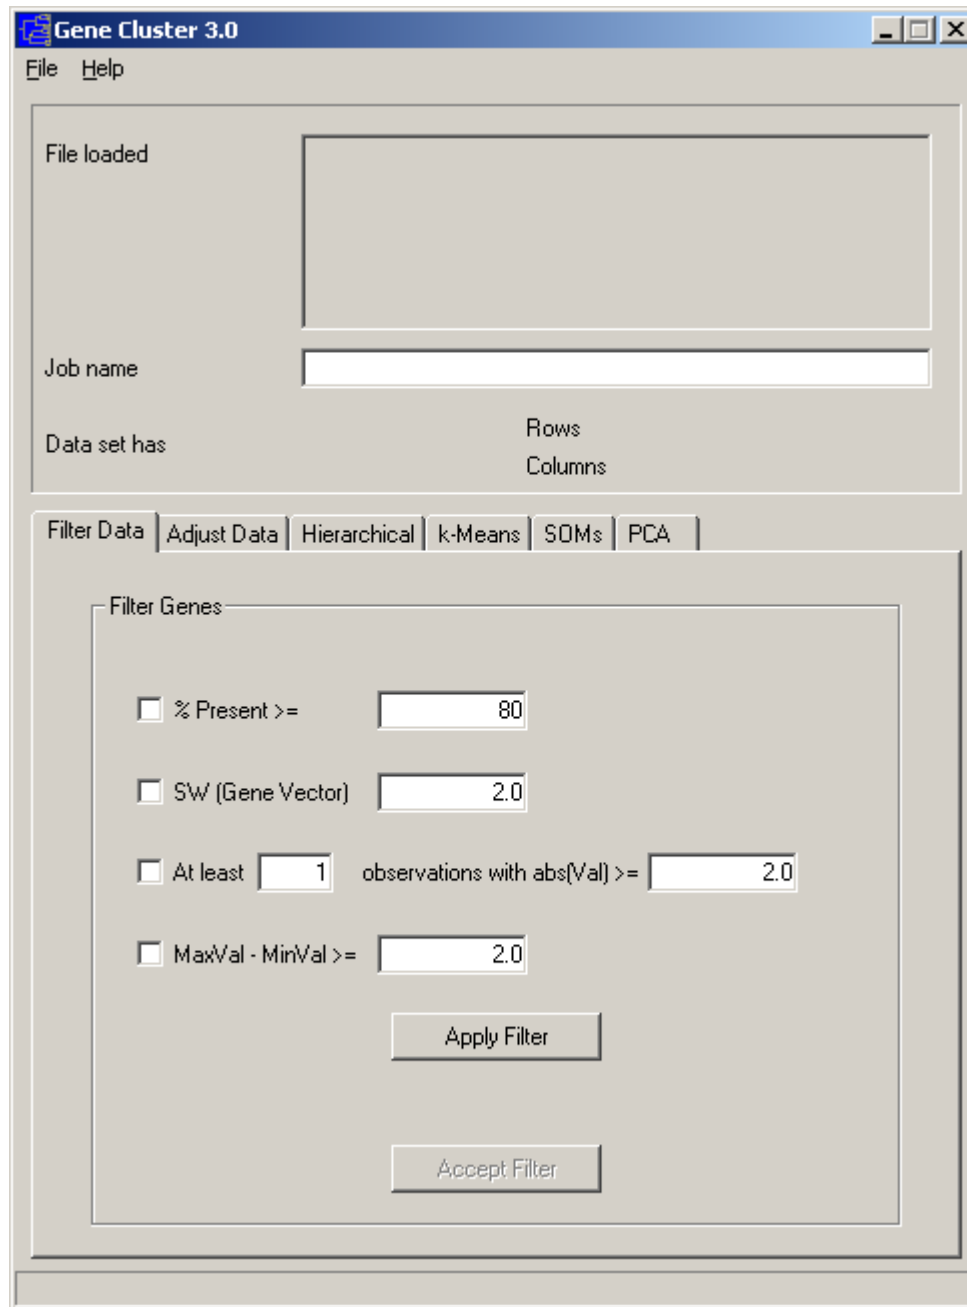 Gene Cluster 3.0
File Help
File loaded
Job name
Data set has
Rows
Columns
Filter Data Adjust Data Hierarchical k-Means SOMs PCA
Filter Genes
% Present >= 80
SW (Gene Vector) 2.0
At least 1 observations with abs(Val) >= 2.0
MaxVal - MinVal >= 2.0
Apply Filter
Accept Filter